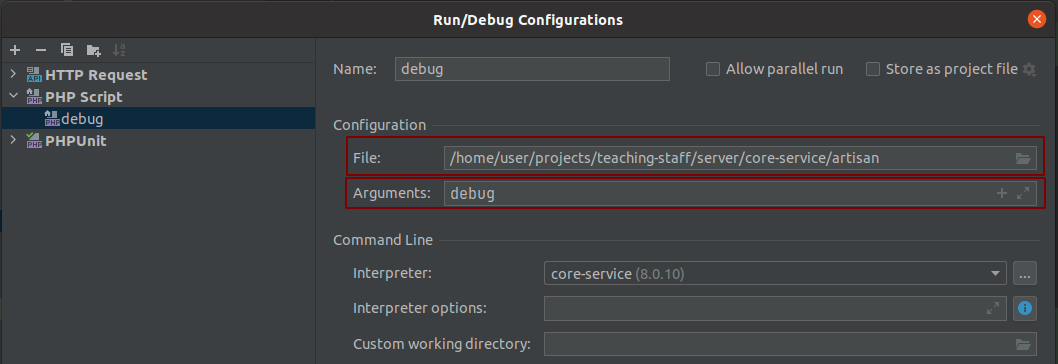 Run/Debug Configurations
HTTP Request
PHP Script
debug
PHPUnit
Name: debug Allow parallel run Store as project file
Configuration
File: /home/user/projects/teaching-staff/server/core-service/artisan
Arguments: debug
Command Line
Interpreter: core-service (8.0.10) ...
Interpreter options:
Custom working directory: